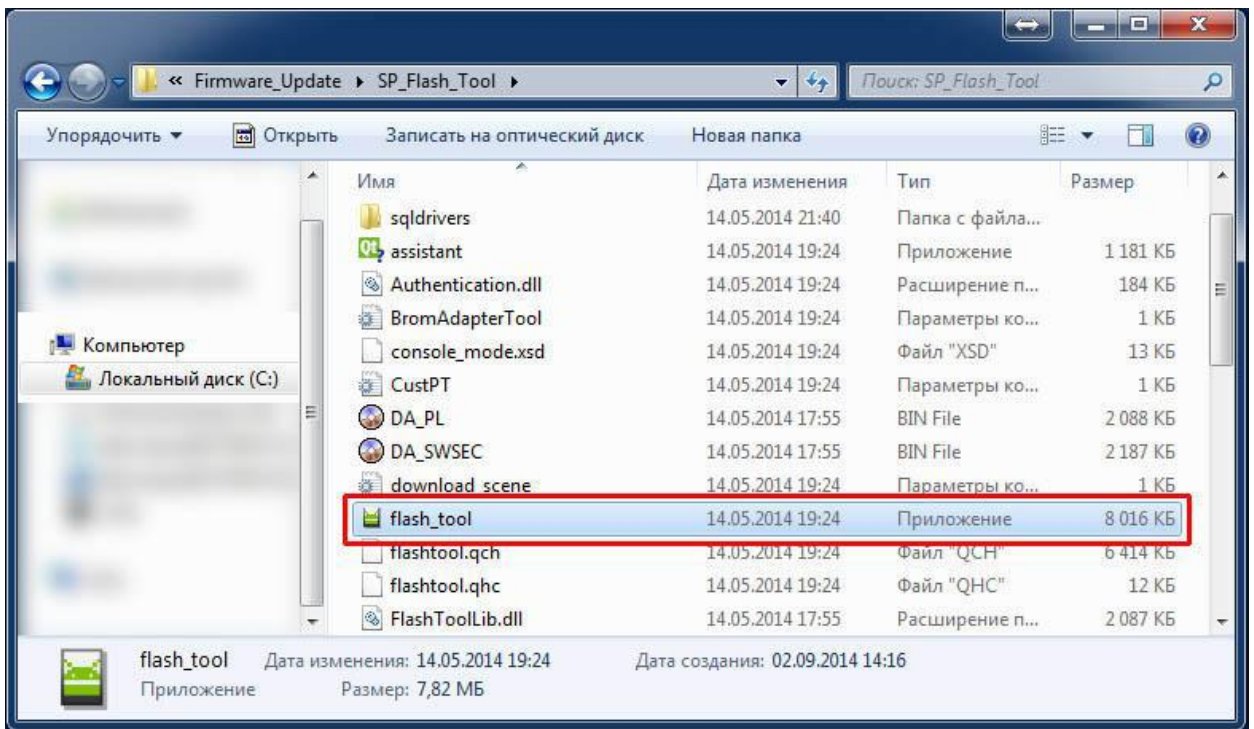 « Firmware_Update ▸ SP_Flash_Tool ▸ Поиск: SP_Flash_Tool
Упорядочить ▼ Открыть Записать на оптический диск Новая папка
Имя Дата изменения Тип Размер
sqldrivers 14.05.2014 21:40 Папка с файла...
assistant 14.05.2014 19:24 Приложение 1 181 КБ
Authentication.dll 14.05.2014 19:24 Расширение п... 184 КБ
BromAdapterTool 14.05.2014 19:24 Параметры ко... 1 КБ
Компьютер
console_mode.xsd 14.05.2014 19:24 Файл "XSD" 13 КБ
Локальный диск (C:)
CustPT 14.05.2014 19:24 Параметры ко... 1 КБ
DA_PL 14.05.2014 17:55 BIN File 2 088 КБ
DA_SWSEC 14.05.2014 17:55 BIN File 2 187 КБ
download_scene 14.05.2014 19:24 Параметры ко... 1 КБ
flash_tool 14.05.2014 19:24 Приложение 8 016 КБ
flashtool.qch 14.05.2014 19:24 Файл "QCH" 6 414 КБ
flashtool.qhc 14.05.2014 19:24 Файл "QHC" 12 КБ
FlashToolLib.dll 14.05.2014 17:55 Расширение п... 2 087 КБ
flash_tool Дата изменения: 14.05.2014 19:24 Дата создания: 02.09.2014 14:16
Приложение Размер: 7,82 МБ